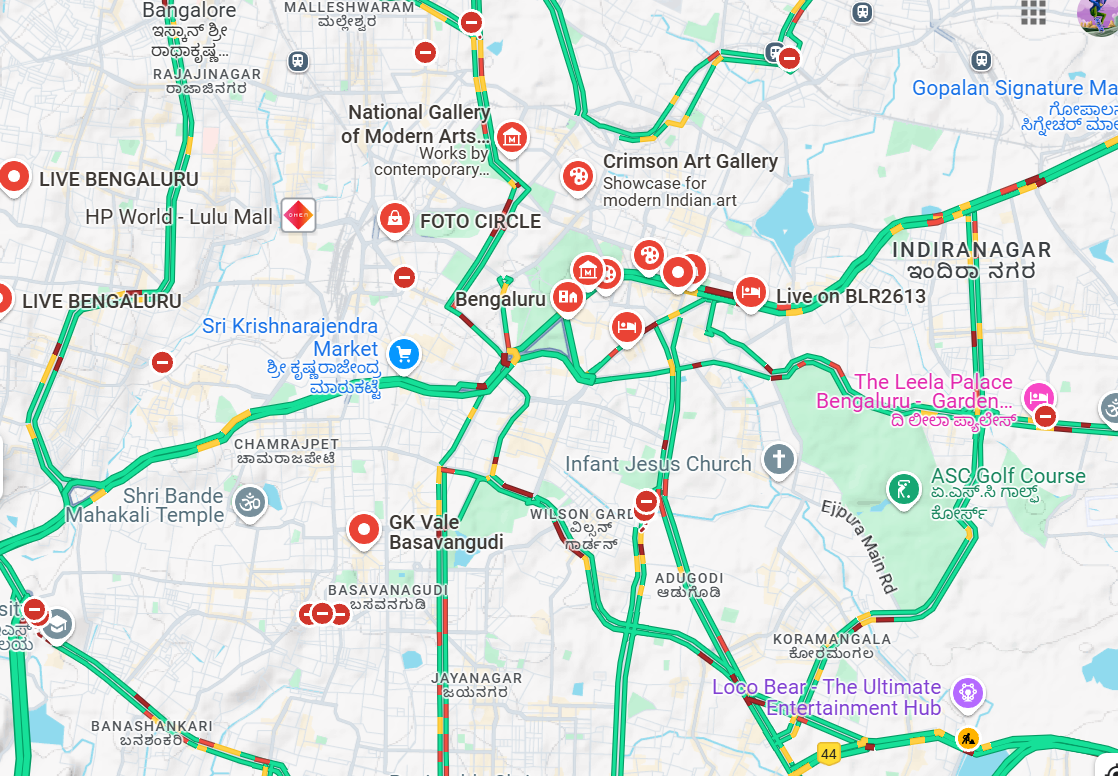 Bangalore
ಇಸ್ಕಾನ್ ಶ್ರೀ
ರಾಧಾಕೃಷ್ಣ...
MALLESHWARAM
ಮಲ್ಲೇಶ್ವರ
RAJAJINAGAR
ರಾಜಾಜಿನಗರ
Gopalan Signature Ma
ಸಿಗ್ನೇಚರ್
National Gallery
of Modern Arts...
Works by
contemporary...
Crimson Art Gallery
Showcase for
modern Indian art
LIVE BENGALURU
HP World - Lulu Mall
OMEN
FOTO CIRCLE
INDIRANAGAR
ಇಂದಿರಾ ನಗರ
LIVE BENGALURU
Bengaluru
Live on BLR2613
Sri Krishnarajendra
Market
ಶ್ರೀ ಕೃಷ್ಣರಾಜೇಂದ್ರ
ಮಾರುಕಟ್ಟೆ
The Leela Palace
Bengaluru - Garden...
ದಿ ಲೀಲಾ ಪ್ಯಾಲೇಸ್
CHAMRAJPET
ಚಾಮರಾಜಪೇಟೆ
Infant Jesus Church
ASC Golf Course
ಏ.ಎಸ್.ಸಿ ಗಾಲ್ಫ್
ಕೋರ್ಸ್
Shri Bande
Mahakali Temple
Ejipura Main Rd
WILSON GARD
ವಿಲ್ಸನ್
ಗಾರ್ಡನ್
GK Vale
Basavangudi
ADUGODI
ಆಡುಗೊಡಿ
BASAVANAGUDI
ಬಸವನಗುಡಿ
KORAMANGALA
ಕೋರಮಂಗಲ
JAYANAGAR
ಜಯನಗರ
Loco Bear - The Ultimate
Entertainment Hub
BANASHANKARI
ಬನಶಂಕರಿ
44